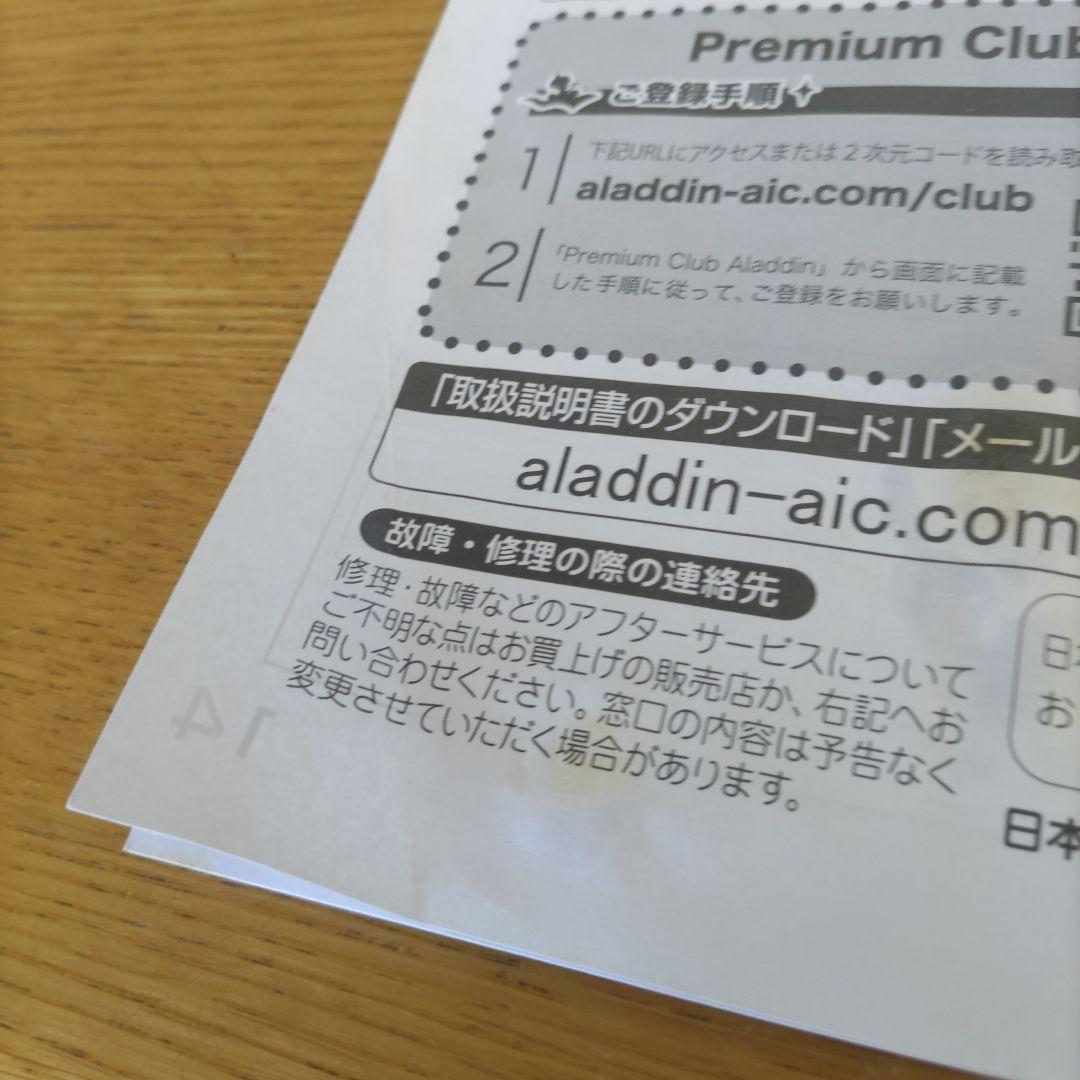 Premium Club
ご登録手順
1
下記URLにアクセスまたは2次元コードを読み取
aladdin-aic.com/club
2
「Premium Club Aladdin」から画面に記載
した手順に従って、ご登録をお願いします。
「取扱説明書のダウンロード」「メール
aladdin-aic.com
故障・修理の際の連絡先
修理・故障などのアフターサービスについて
ご不明な点はお買上げの販売店か、右記へお
問い合わせください。窓口の内容は予告なく
変更させていただく場合があります。
日本
お
日本
14